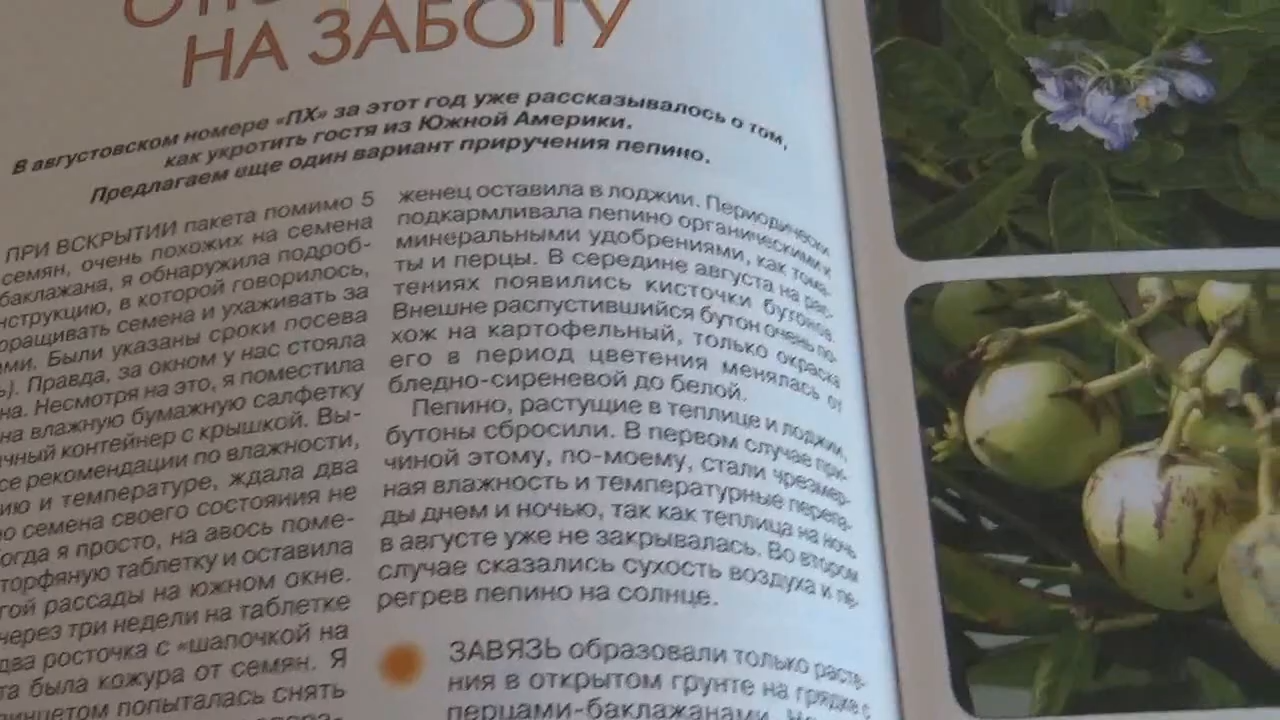 НА ЗАБОТУ
В августовском номере «ПХ» за этот год уже рассказывалось о том,
как укротить гостя из Южной Америки.
Предлагаем еще один вариант приручения пепино.
ПРИ ВСКРЫТИИ пакета помимо 5
семян, очень похожих на семена
баклажана, я обнаружила подроб-
нструкцию, в которой говорилось,
ращивать семена и ухаживать за
ми. Были указаны сроки посева
ь). Правда, за окном у нас стояла
на. Несмотря на это, я поместила
на влажную бумажную салфетку
чный контейнер с крышкой. Вы-
се рекомендации по влажности,
ию и температуре, ждала два
о семена своего состояния не
огда я просто, на авось поме-
торфяную таблетку и оставила
гой рассады на южном окне.
через три недели на таблетке
два росточка с «шапочкой на
та была кожура от семян. Я
инцетом попыталась снять
женец оставила в лоджии. Периодически
подкармливала пепино органическими и
минеральными удобрениями, как тома-
ты и перцы. В середине августа на рас-
тениях появились кисточки бутонов.
Внешне распустившийся бутон очень по-
хож на картофельный, только окраска
его в период цветения менялась от
бледно-сиреневой до белой.
Пепино, растущие в теплице и лоджии,
бутоны сбросили. В первом случае при-
чиной этому, по-моему, стали чрезмер-
ная влажность и температурные перепа-
ды днем и ночью, так как теплица на ночь
в августе уже не закрывалась. Во втором
случае сказались сухость воздуха и пе-
регрев пепино на солнце.
ЗАВЯЗЬ образовали только расте-
ния в открытом грунте на грядке с
перцами-баклажанами.